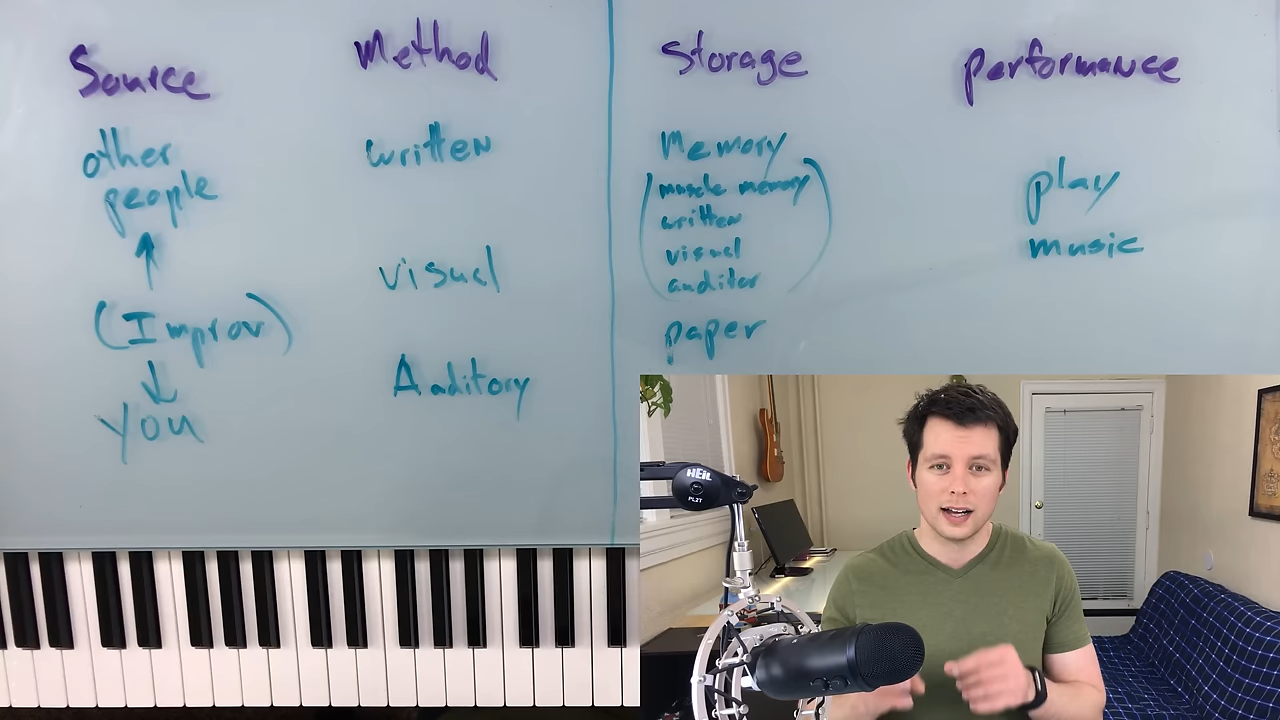 Source
other
people
(Improv)
you
Method
written
visual
Auditory
Storage
Memory
(muscle memory
written
visual
auditor)
paper
performance
play
music
HEIL
PL2T